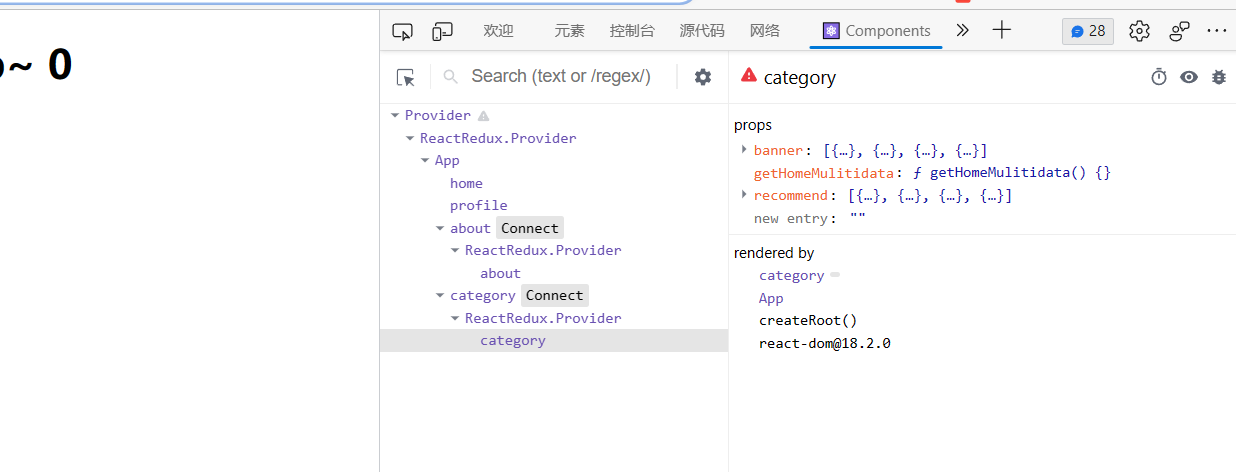 ~ 0
欢迎 元素 控制台 源代码 网络 Components 28
Search (text or /regex/)
category
Provider
ReactRedux.Provider
App
home
profile
about Connect
ReactRedux.Provider
about
category Connect
ReactRedux.Provider
category
props
banner: [{…}, {…}, {…}, {…}]
getHomeMulitidata: ƒ getHomeMulitidata() {}
recommend: [{…}, {…}, {…}, {…}]
new entry: ""
rendered by
category
App
createRoot()
react-dom@18.2.0